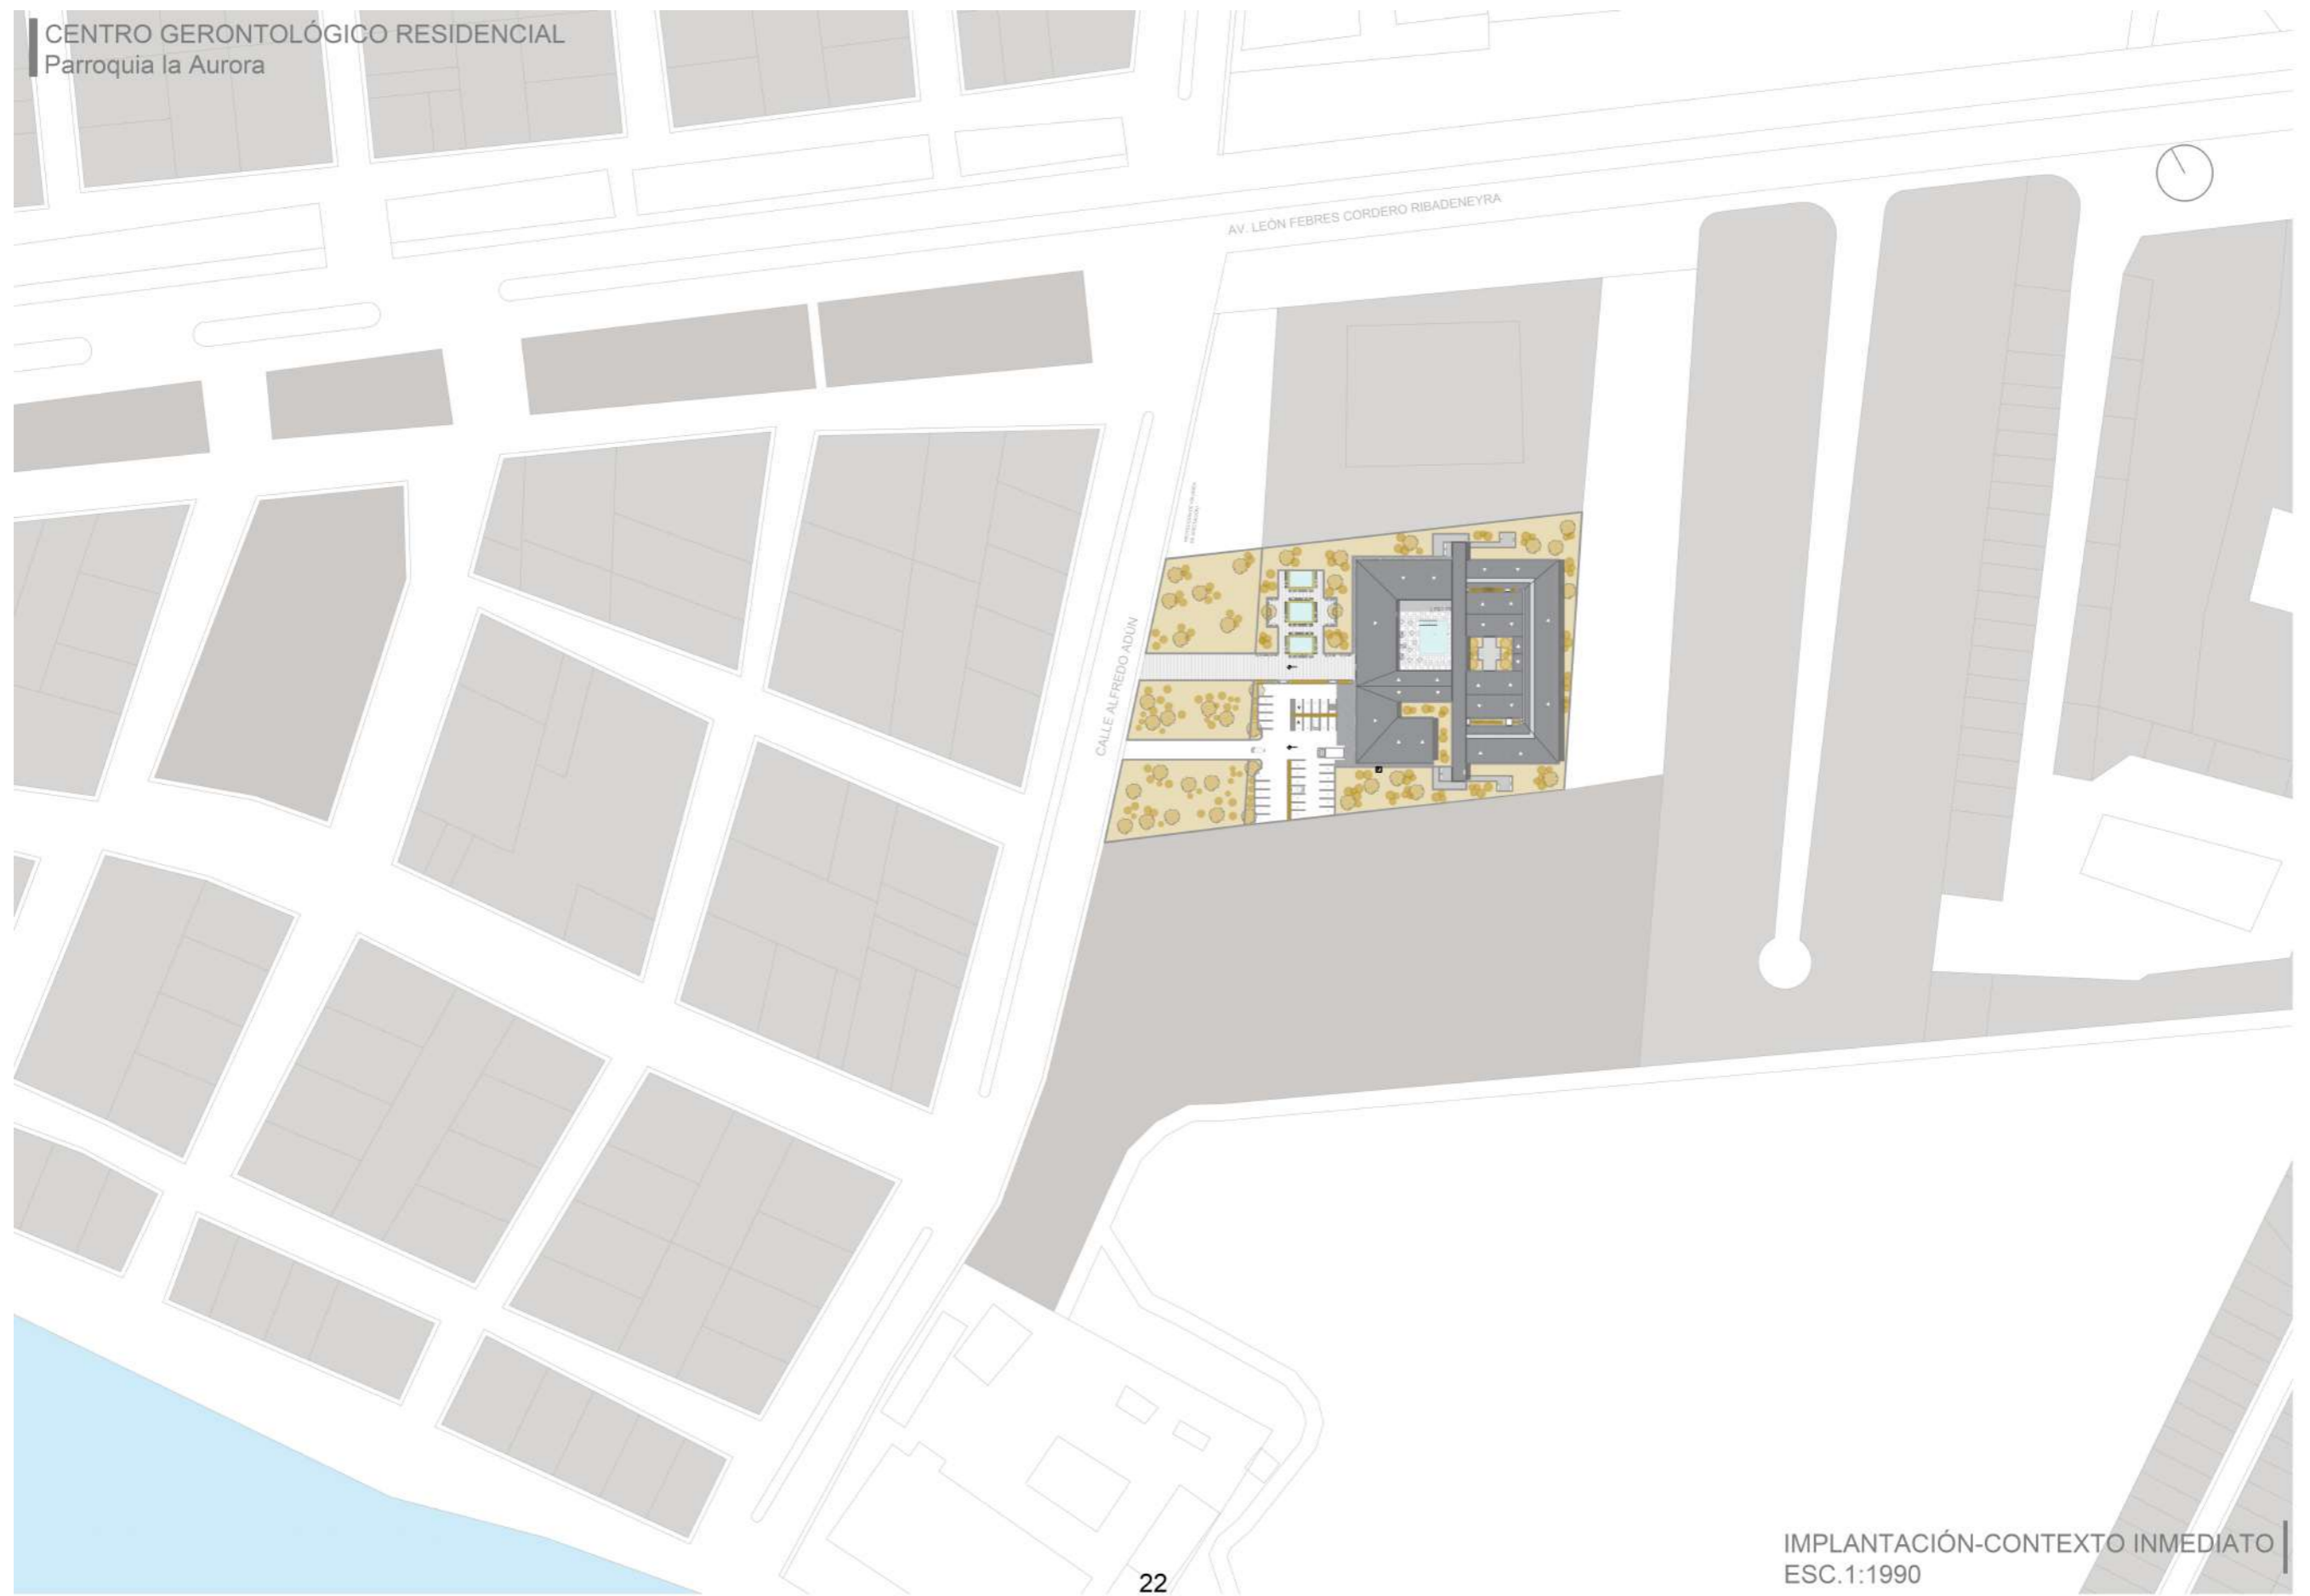 CENTRO GERONTOLÓGICO RESIDENCIAL
Parroquia la Aurora
AV. LEÓN FEBRES CORDERO RIBADENEYRA
CALLE ALFREDO ADÚN
IMPLANTACIÓN-CONTEXTO INMEDIATO
ESC.1:1990
22